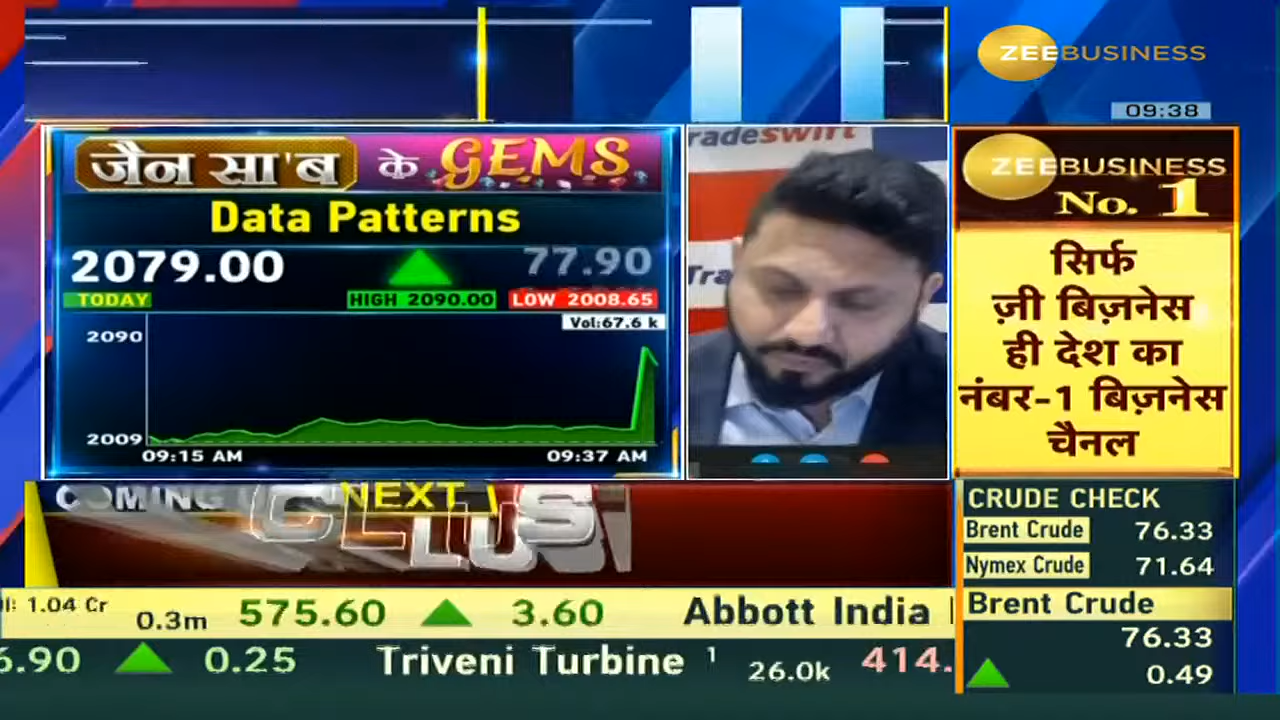 ZEEBUSINESS
09:38
जैन सा'ब के GEMS
Data Patterns
2079.00 77.90
TODAY HIGH 2090.00 LOW 2008.65
Vol:67.6 k
2090
2009
09:15 AM 09:37 AM
radeswift
Tra
ZEEBUSINESS
No. 1
सिर्फ
ज़ी बिज़नेस
ही देश का
नंबर-1 बिज़नेस
चैनल
COMING NEXT
CRUDE CHECK
Brent Crude 76.33
Nymex Crude 71.64
Brent Crude
76.33
0.49
1.04 Cr 0.3m 575.60 3.60 Abbott India
6.90 0.25 Triveni Turbine 1 26.0k 414.